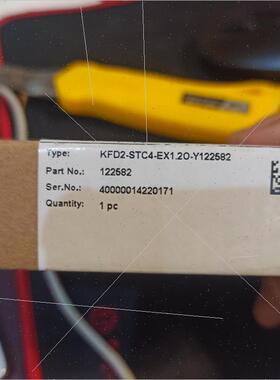 Type: KFD2-STC4-EX1.2O-Y122582
Part No.: 122582
Ser.No.: 40000014220171
Quantity: 1 pc